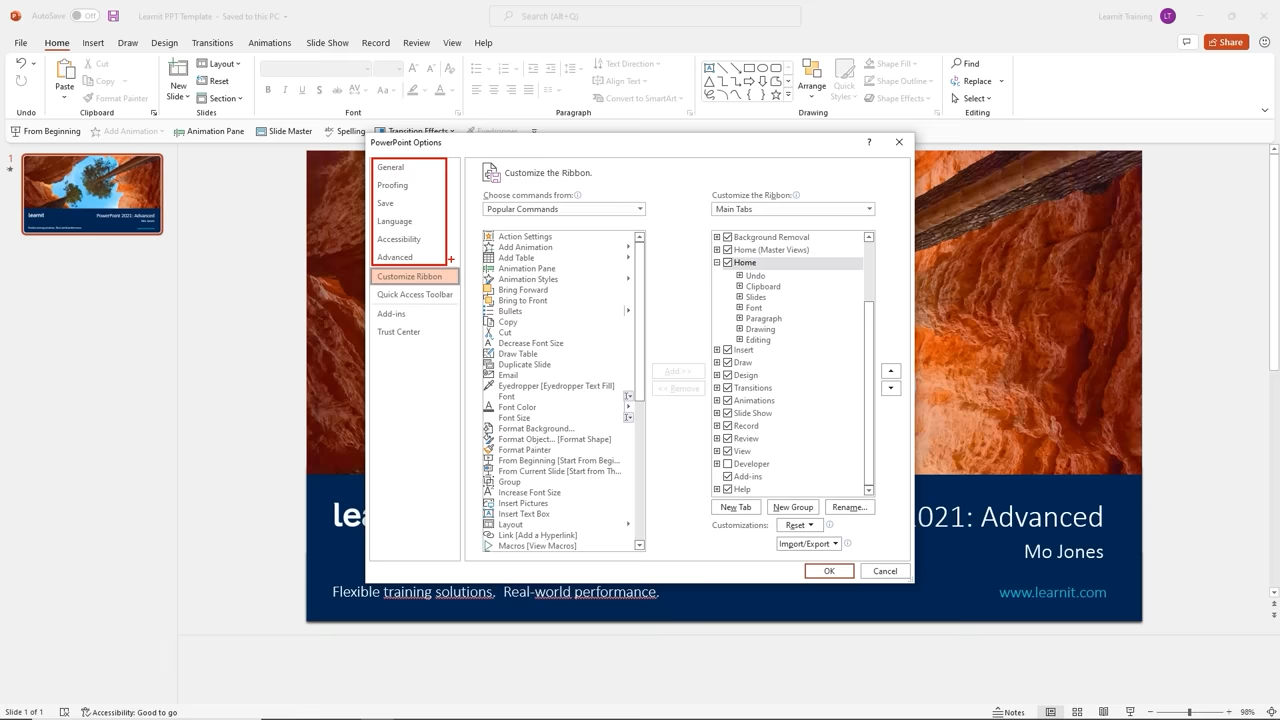 AutoSave Off
Learnit PPT Template - Saved to this PC
Search (Alt+Q)
Learnit Training LT
File Home Insert Draw Design Transitions Animations Slide Show Record Review View Help
Share
Undo
Paste
Cut
Copy
Format Painter
Clipboard
New
Slide
Layout
Reset
Section
Slides
Font
Paragraph
Text Direction
Align Text
Convert to SmartArt
Arrange
Quick
Styles
Shape Fill
Shape Outline
Shape Effects
Drawing
Find
Replace
Select
Editing
From Beginning Add Animation Animation Pane Slide Master Spelling Transition Effects Eyedropper
1
learnit
PowerPoint 2021: Advanced
Mo Jones
PowerPoint Options
General
Proofing
Save
Language
Accessibility
Advanced
Customize Ribbon
Quick Access Toolbar
Add-ins
Trust Center
Customize the Ribbon.
Choose commands from:
Popular Commands
Action Settings
Add Animation
Add Table
Animation Pane
Animation Styles
Bring Forward
Bring to Front
Bullets
Copy
Cut
Decrease Font Size
Draw Table
Duplicate Slide
Email
Eyedropper [Eyedropper Text Fill]
Font
Font Color
Font Size
Format Background...
Format Object... [Format Shape]
Format Painter
From Beginning [Start From Begi...
From Current Slide [Start from Th...
Group
Increase Font Size
Insert Pictures
Insert Text Box
Layout
Link [Add a Hyperlink]
Macros [View Macros]
Add >>
<< Remove
Customize the Ribbon:
Main Tabs
Background Removal
Home (Master Views)
Home
Undo
Clipboard
Slides
Font
Paragraph
Drawing
Editing
Insert
Draw
Design
Transitions
Animations
Slide Show
Record
Review
View
Developer
Add-ins
Help
New Tab New Group Rename...
Customizations: Reset
Import/Export
OK Cancel
le
2021: Advanced
Mo Jones
Flexible training solutions. Real-world performance.
www.learnit.com
Slide 1 of 1
Accessibility: Good to go
Notes
98%